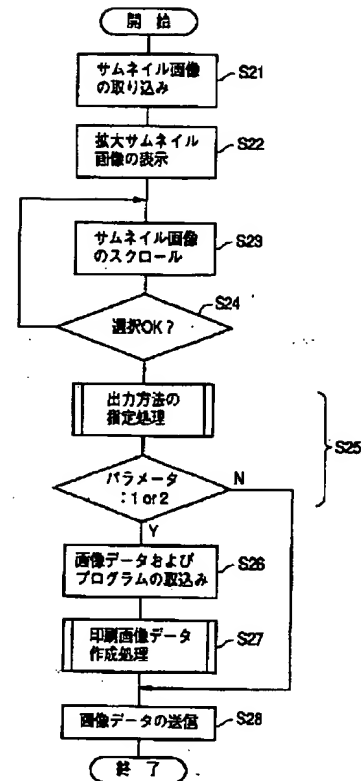 開 始
サムネイル画像
の取り込み
S21
拡大サムネイル
画像の表示
S22
サムネイル画像
のスクロール
S23
S24
選択OK?
出力方法の
指定処理
S25
パラメータ
:1 or 2
N
Y
画像データおよび
プログラムの取込み
S26
印刷画像データ
作成処理
S27
画像データの送信
S28
終 了